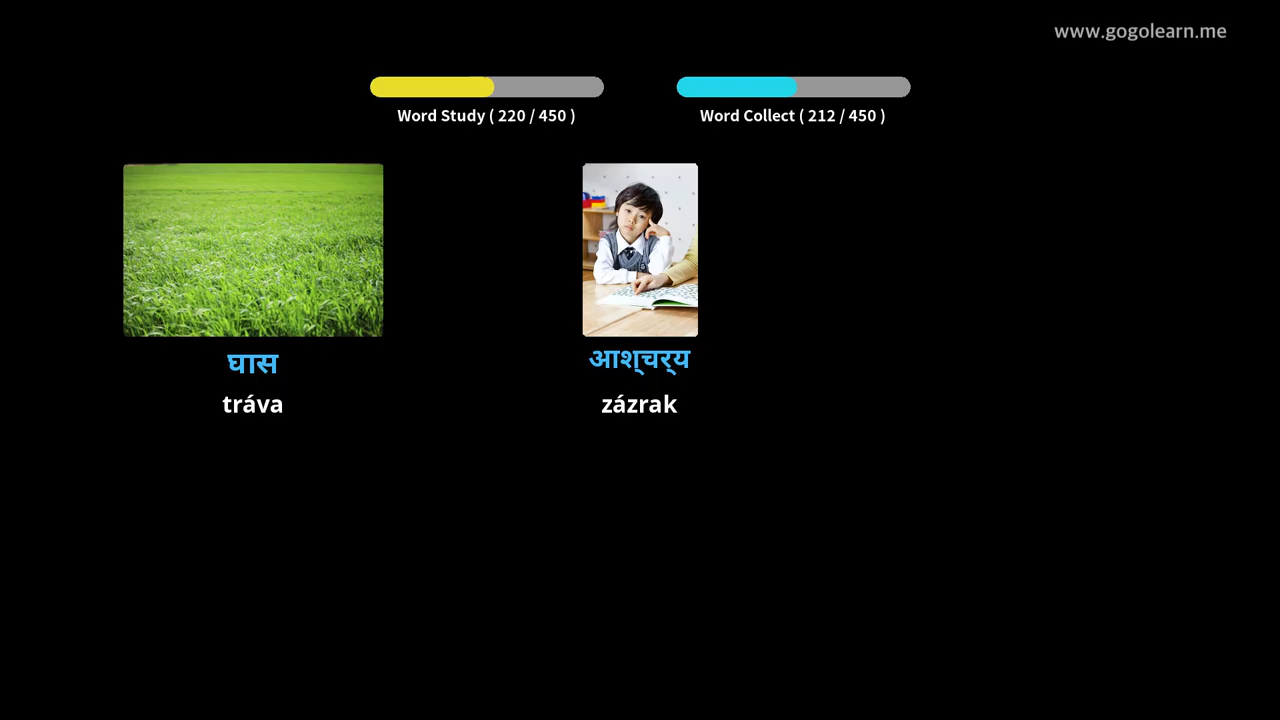 www.gogolearn.me
Word Study ( 220 / 450 )
Word Collect ( 212 / 450 )
घास
आश्चर्य
tráva
zázrak